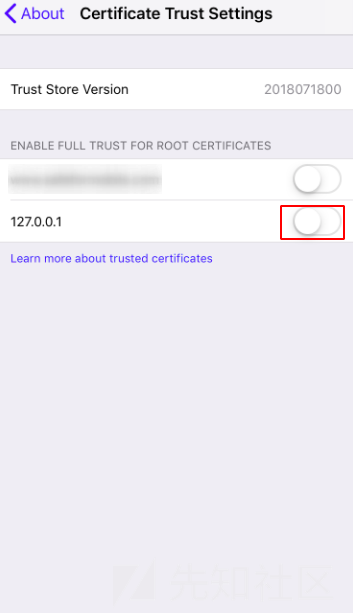 About Certificate Trust Settings
Trust Store Version 2018071800
ENABLE FULL TRUST FOR ROOT CERTIFICATES
127.0.0.1
Learn more about trusted certificates
先知社区